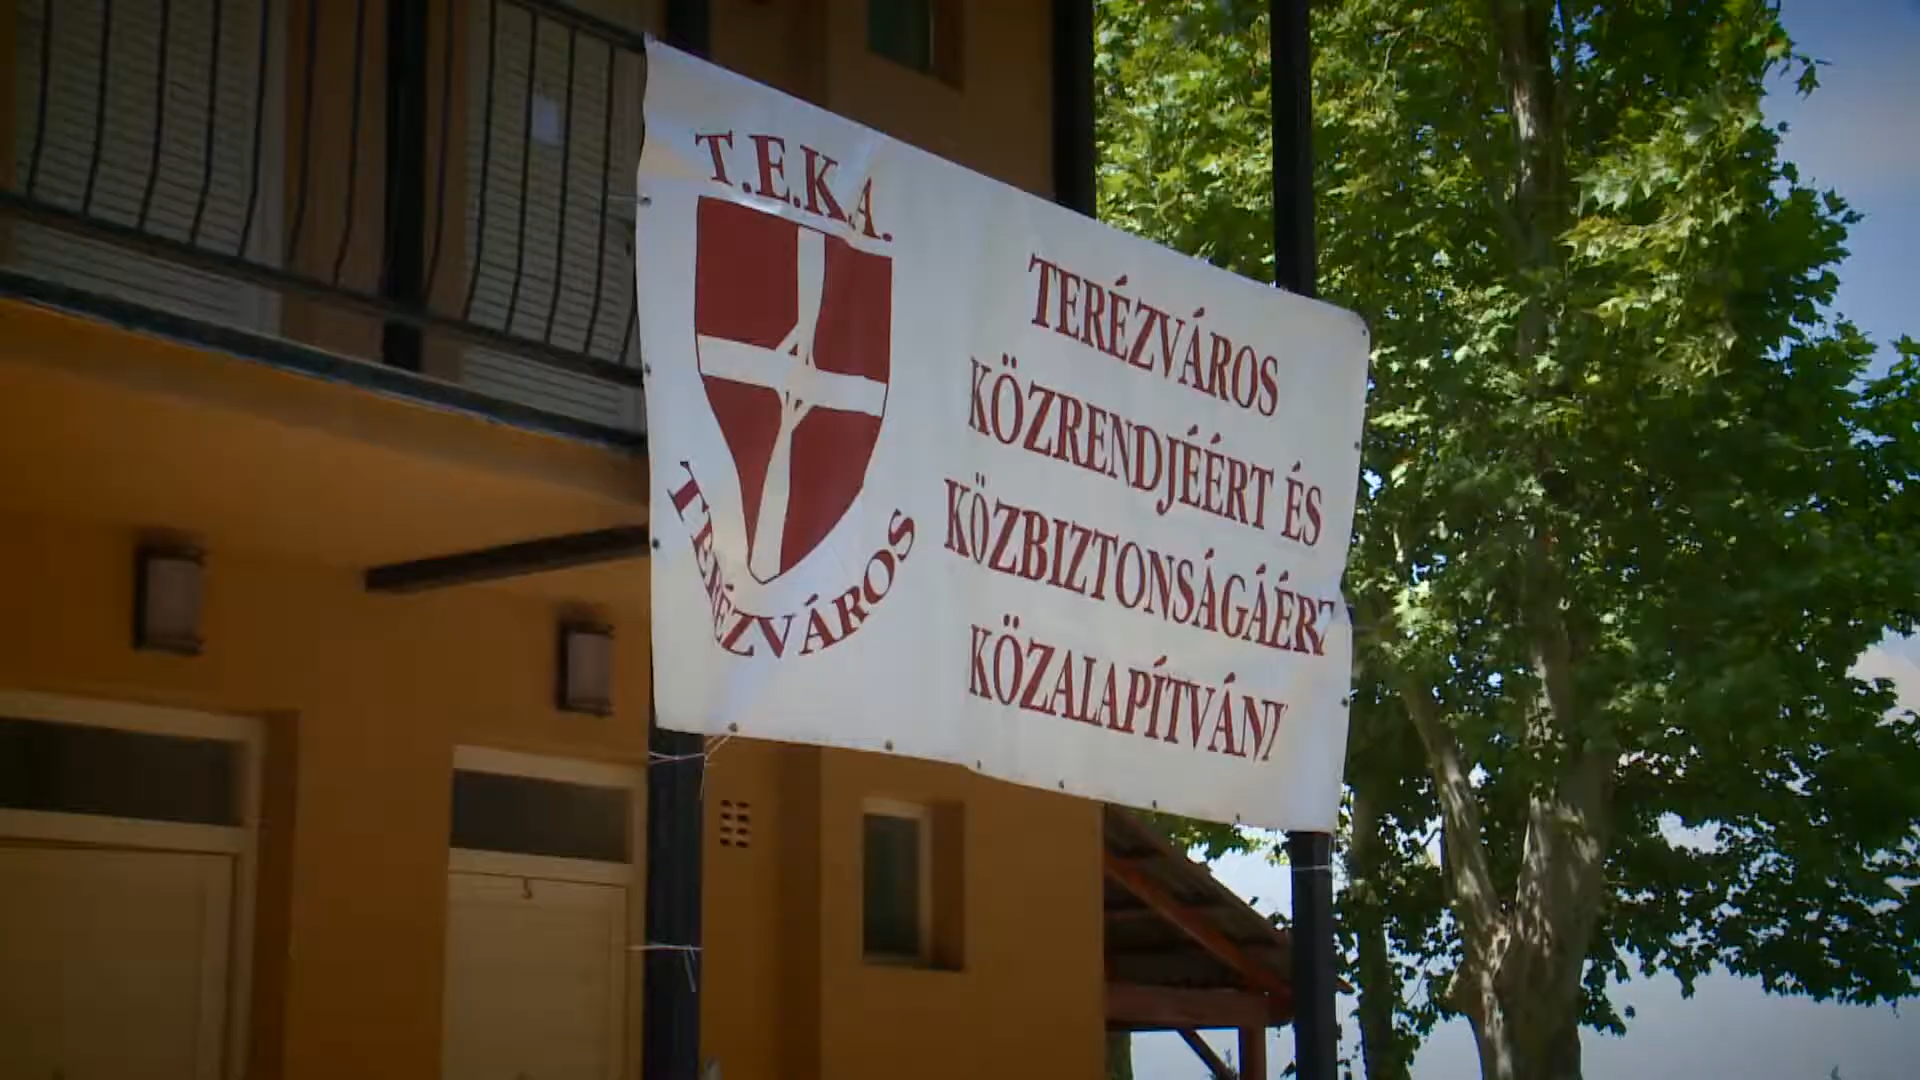 T.E.K.A.
TERÉZVÁROS
TERÉZVÁROS
KÖZRENDJÉÉRT ÉS
KÖZBIZTONSÁGÁÉRT
KÖZALAPÍTVÁNY